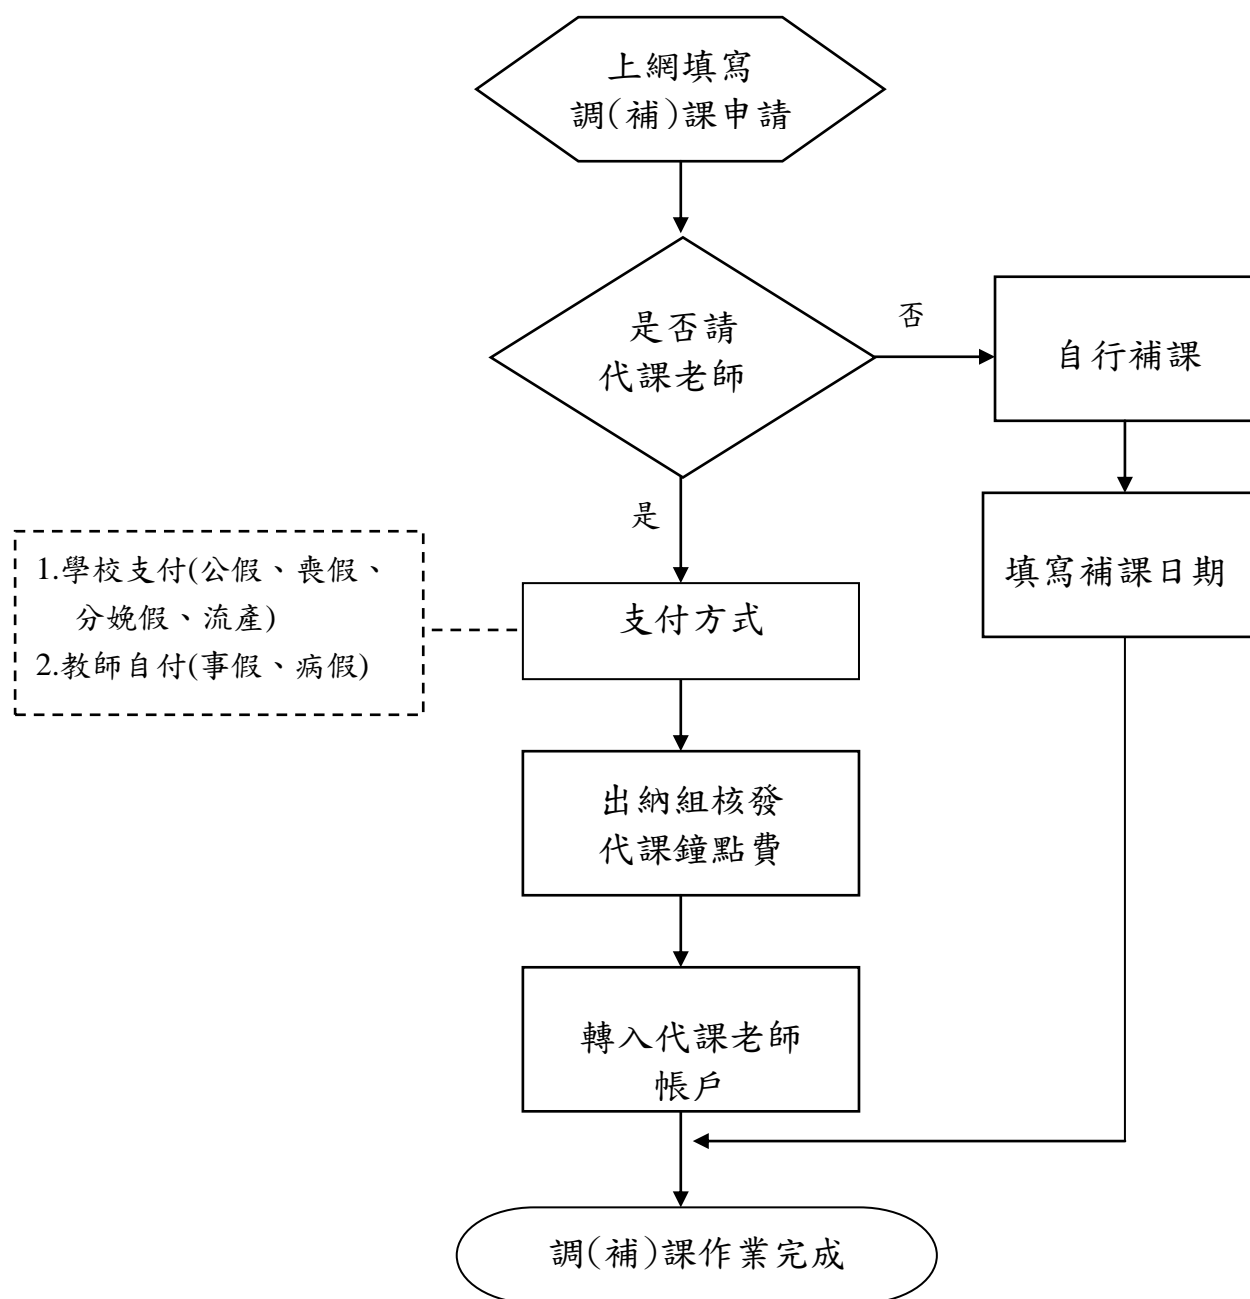 上網填寫
調(補)課申請
是否請
代課老師
否
自行補課
是
填寫補課日期
1.學校支付(公假、喪假、
分娩假、流產)
2.教師自付(事假、病假)
支付方式
出納組核發
代課鐘點費
轉入代課老師
帳戶
調(補)課作業完成